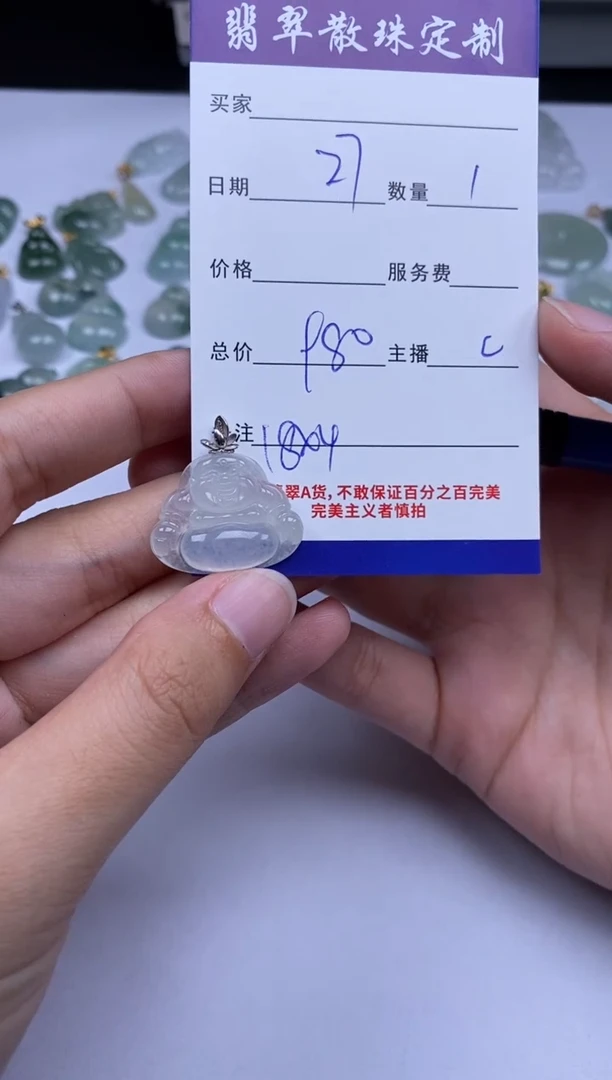 翡翠散珠定制
买家
日期 27 数量 1
价格 服务费
总价 980 主播 C
注 1804
翠A货,不敢保证百分之百完美
完美主义者慎拍